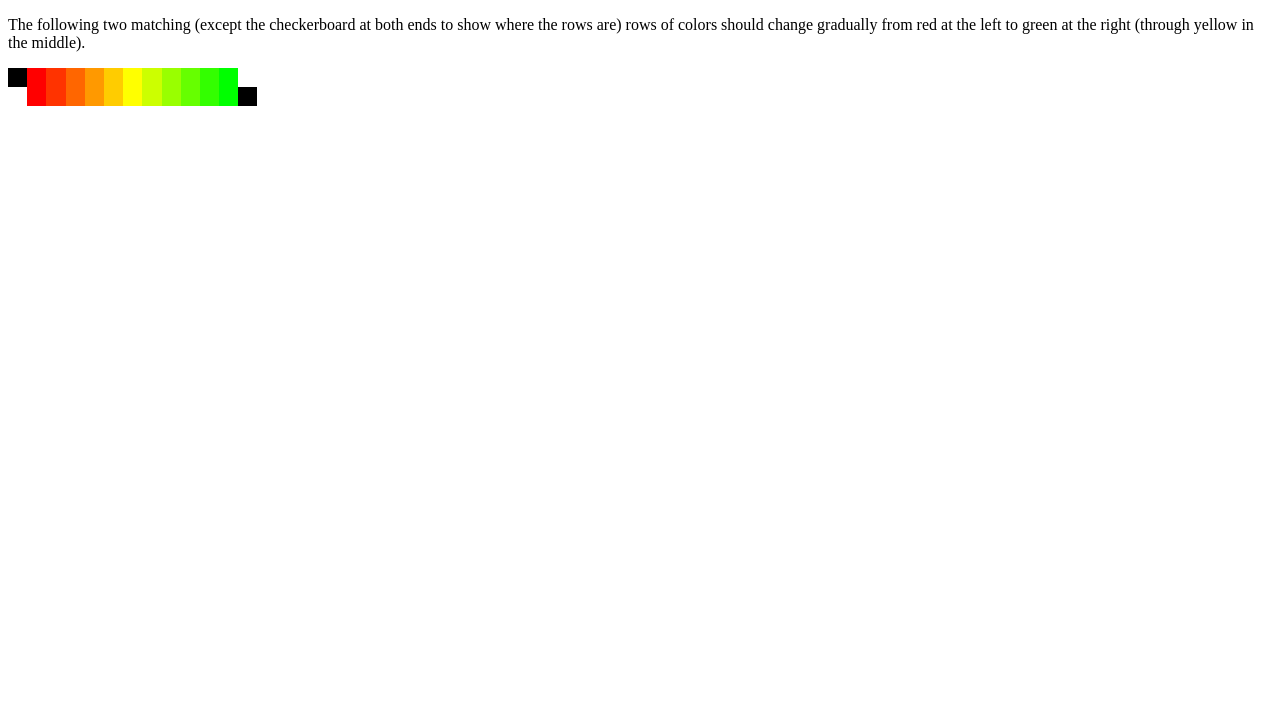 The following two matching (except the checkerboard at both ends to show where the rows are) rows of colors should change gradually from red at the left to green at the right (through yellow in
the middle).